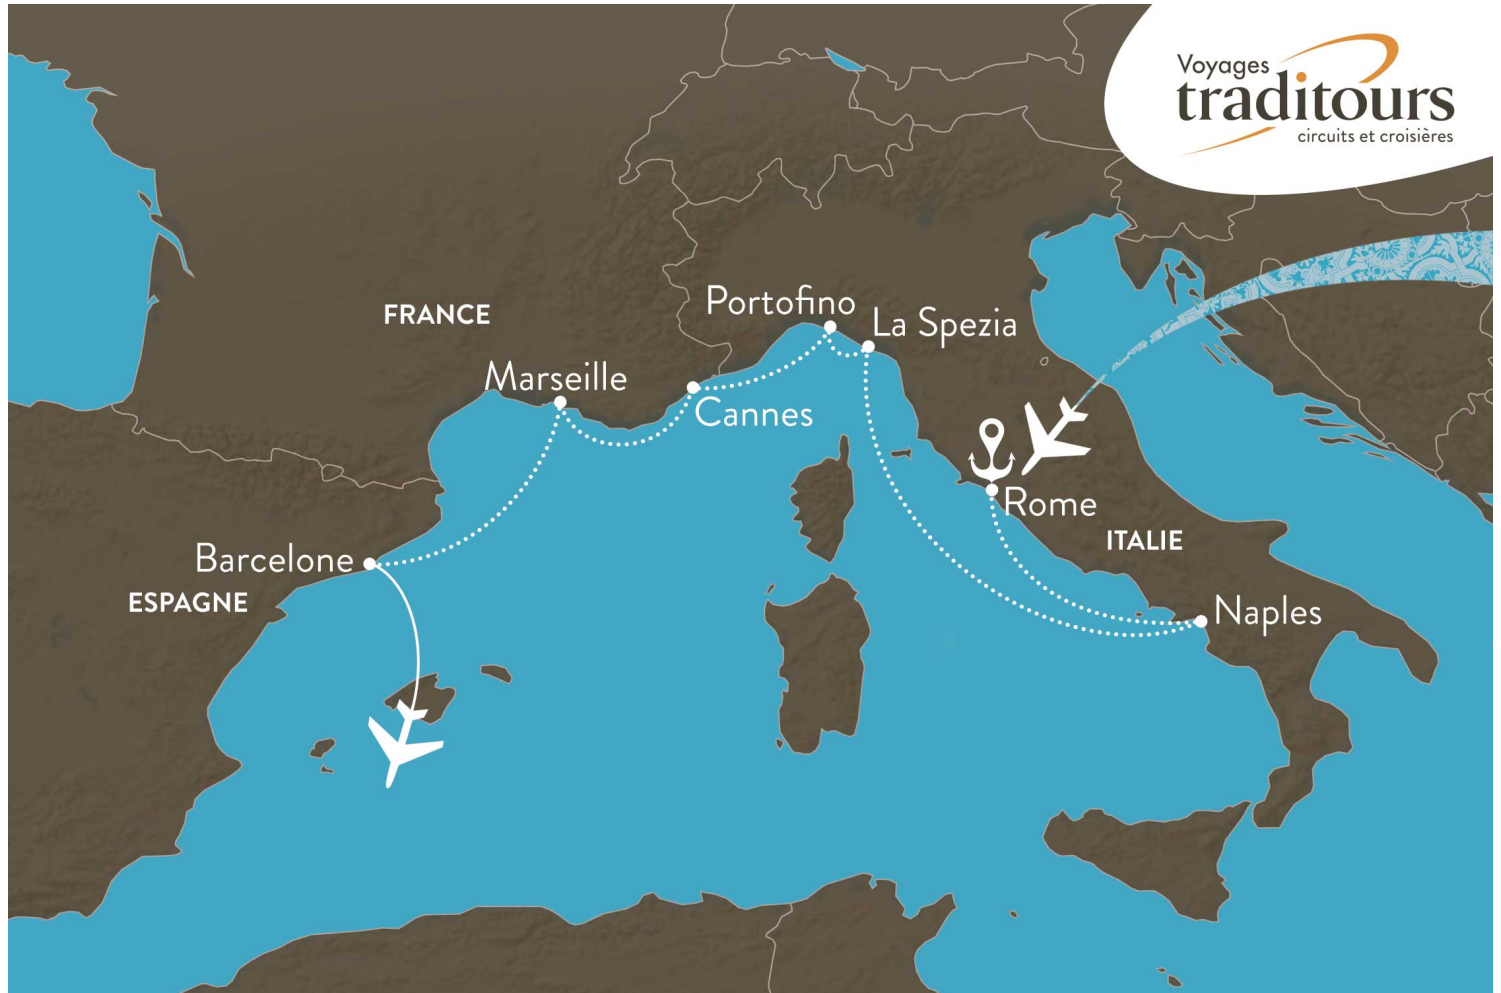 Voyages
traditours
circuits et croisières
Portofino
La Spezia
FRANCE
Marseille
Cannes
Rome
ITALIE
Barcelone
ESPAGNE
Naples